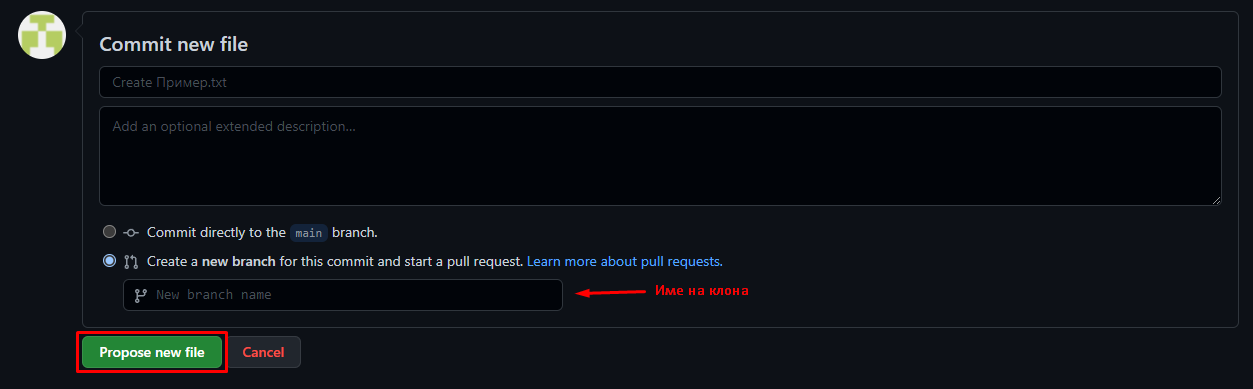 Commit new file
Create Пример.txt
Add an optional extended description...
Commit directly to the main branch.
Create a new branch for this commit and start a pull request. Learn more about pull requests.
New branch name
Име на клона
Propose new file
Cancel